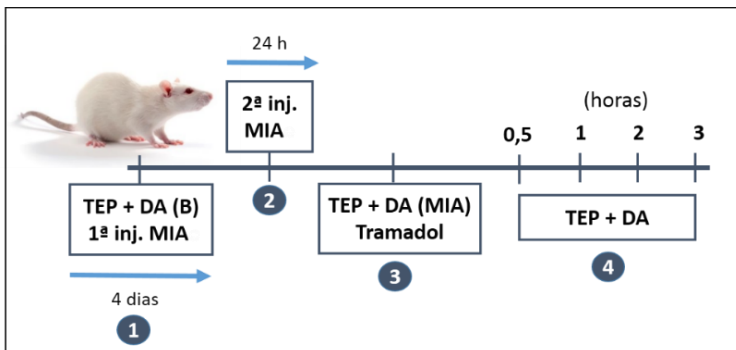 24 h
2ª inj.
MIA
(horas)
0,5 1 2 3
2
TEP + DA (B)
1ª inj. MIA
TEP + DA (MIA)
Tramadol
TEP + DA
3
4
4 dias
1